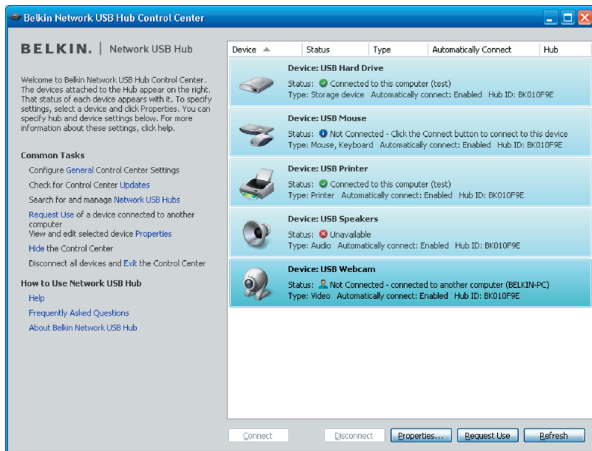 Belkin Network USB Hub Control Center
BELKIN. | Network USB Hub
Welcome to Belkin Network USB Hub Control Center.
The devices attached to the Hub appear on the right.
That status of each device appears with it. To specify
settings, select a device and click Properties. You can
specify hub and device settings below. For more
information about these settings, click help.
Common Tasks
Configure General Control Center Settings
Check for Control Center Updates
Search for and manage Network USB Hubs
Request Use of a device connected to another
computer
View and edit selected device Properties
Hide the Control Center
Disconnect all devices and Exit the Control Center
How to Use Network USB Hub
Help
Frequently Asked Questions
About Belkin Network USB Hub
Device Status Type Automatically Connect Hub
Device: USB Hard Drive
Status: Connected to this computer (test)
Type: Storage device Automatically connect: Enabled Hub ID: BK010F9E
Device: USB Mouse
Status: Not Connected - Click the Connect button to connect to this device
Type: Mouse, Keyboard Automatically connect: Enabled Hub ID: BK010F9E
Device: USB Printer
Status: Connected to this computer (test)
Type: Printer Automatically connect: Enabled Hub ID: BK010F9E
Device: USB Speakers
Status: Unavailable
Type: Audio Automatically connect: Enabled Hub ID: BK010F9E
Device: USB Webcam
Status: Not Connected - connected to another computer (BELKIN-PC)
Type: Video Automatically connect: Enabled Hub ID: BK010F9E
Connect Disconnect Properties... Request Use Refresh